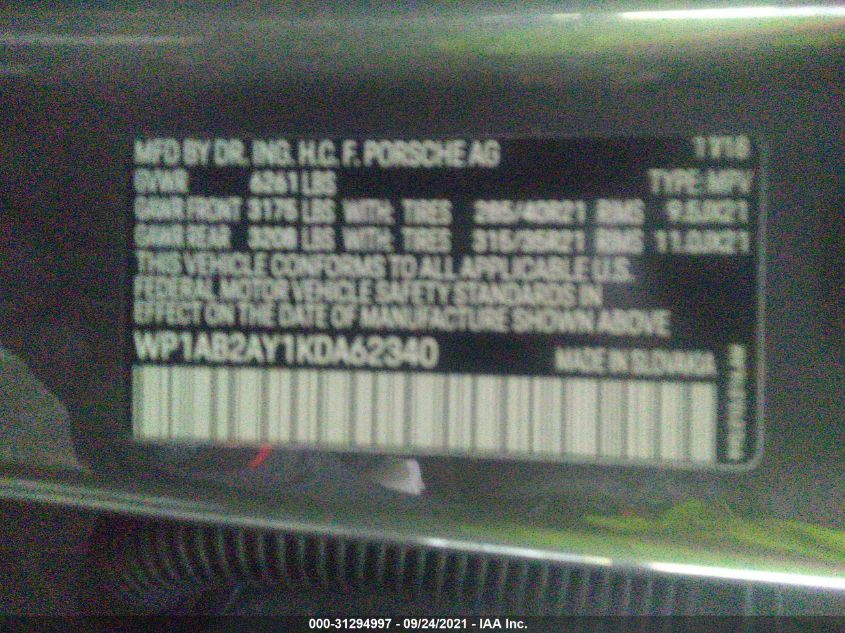 MFD BY DR. ING. H.C. F. PORSCHE AG
GVWR 6261 LBS TYPE: MPV
GAWR FRONT 3175 LBS WITH: TIRES 285/40R21 RIMS 9.5JX21
GAWR REAR 3208 LBS WITH: TIRES 315/35R21 RIMS 11.0JX21
THIS VEHICLE CONFORMS TO ALL APPLICABLE U.S.
FEDERAL MOTOR VEHICLE SAFETY STANDARDS IN
EFFECT ON THE DATE OF MANUFACTURE SHOWN ABOVE
WP1AB2AY1KDA62340 MADE IN SLOVAKIA
000-31294997 - 09/24/2021 - IAA Inc.